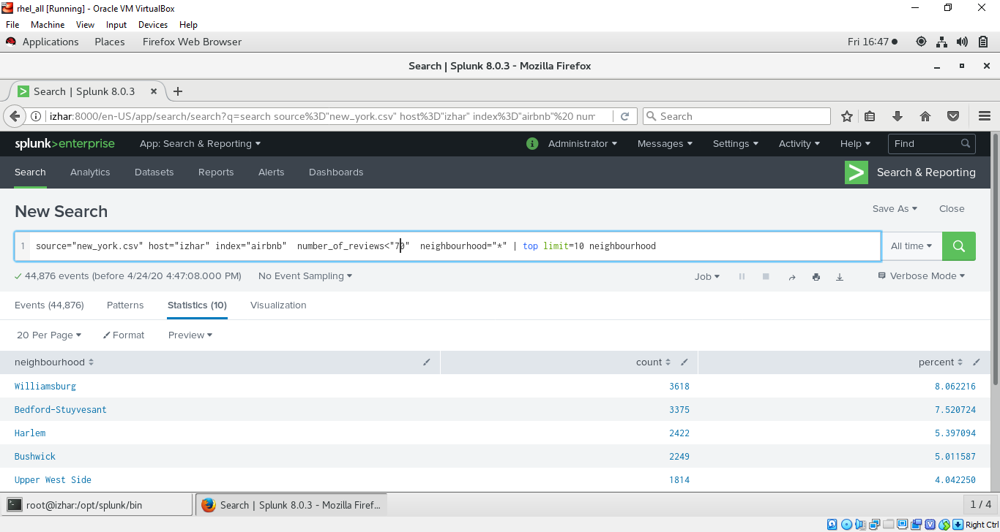 rhel_all [Running] - Oracle VM VirtualBox
File Machine View Input Devices Help
Applications Places Firefox Web Browser Fri 16:47
Search | Splunk 8.0.3 - Mozilla Firefox
Search | Splunk 8.0.3
izhar:8000/en-US/app/search/search?q=search source%3D"new_york.csv" host%3D"izhar" index%3D"airbnb"%20 num Search
splunk>enterprise App: Search & Reporting Administrator Messages Settings Activity Help Find
Search Analytics Datasets Reports Alerts Dashboards Search & Reporting
New Search Save As Close
1 source="new_york.csv" host="izhar" index="airbnb"  number_of_reviews<"70"  neighbourhood="*" | top limit=10 neighbourhood All time
44,876 events (before 4/24/20 4:47:08.000 PM) No Event Sampling Job Verbose Mode
Events (44,876) Patterns Statistics (10) Visualization
20 Per Page Format Preview
neighbourhood count percent
Williamsburg 3618 8.062216
Bedford-Stuyvesant 3375 7.520724
Harlem 2422 5.397094
Bushwick 2249 5.011587
Upper West Side 1814 4.042250
root@izhar:/opt/splunk/bin Search | Splunk 8.0.3 - Mozilla Firef... 1 / 4
Right Ctrl